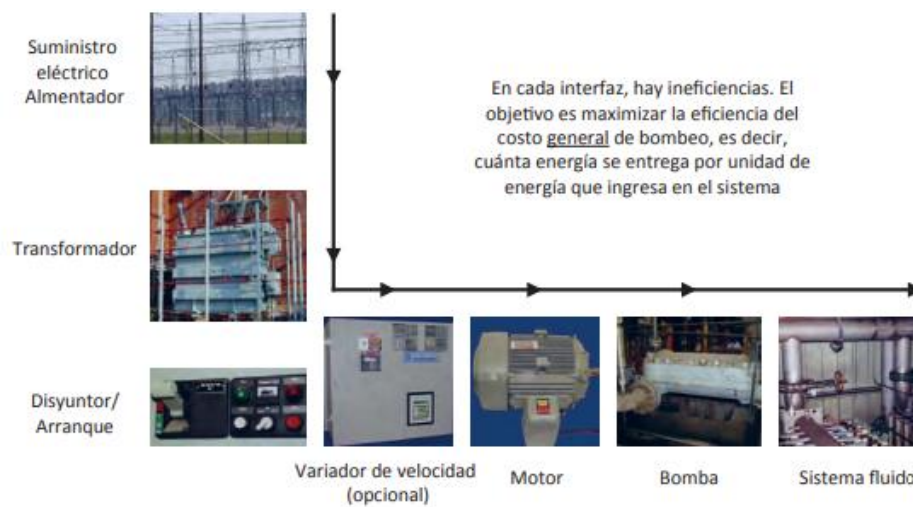 Suministro
eléctrico
Alimentador
En cada interfaz, hay ineficiencias. El
objetivo es maximizar la eficiencia del
costo general de bombeo, es decir,
cuánta energía se entrega por unidad de
energía que ingresa en el sistema
Transformador
Disyuntor/
Arranque
Variador de velocidad
(opcional)
Motor
Bomba
Sistema fluido